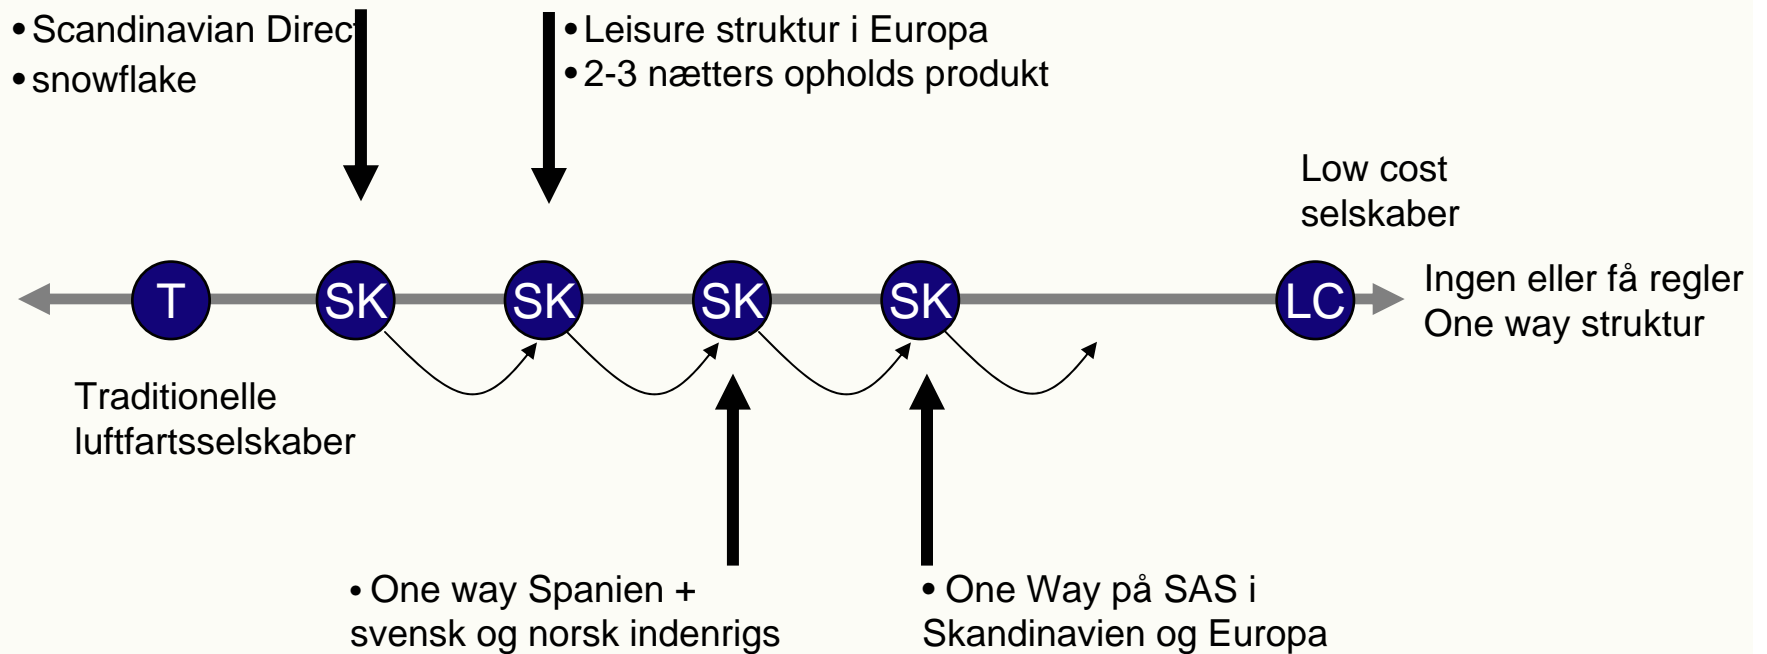 • Scandinavian Direct
• snowflake
• Leisure struktur i Europa
• 2-3 nætters opholds produkt
Low cost
selskaber
T
SK
SK
SK
SK
LC
Ingen eller få regler
One way struktur
Traditionelle
luftfartsselskaber
• One way Spanien +
svensk og norsk indenrigs
• One Way på SAS i
Skandinavien og Europa